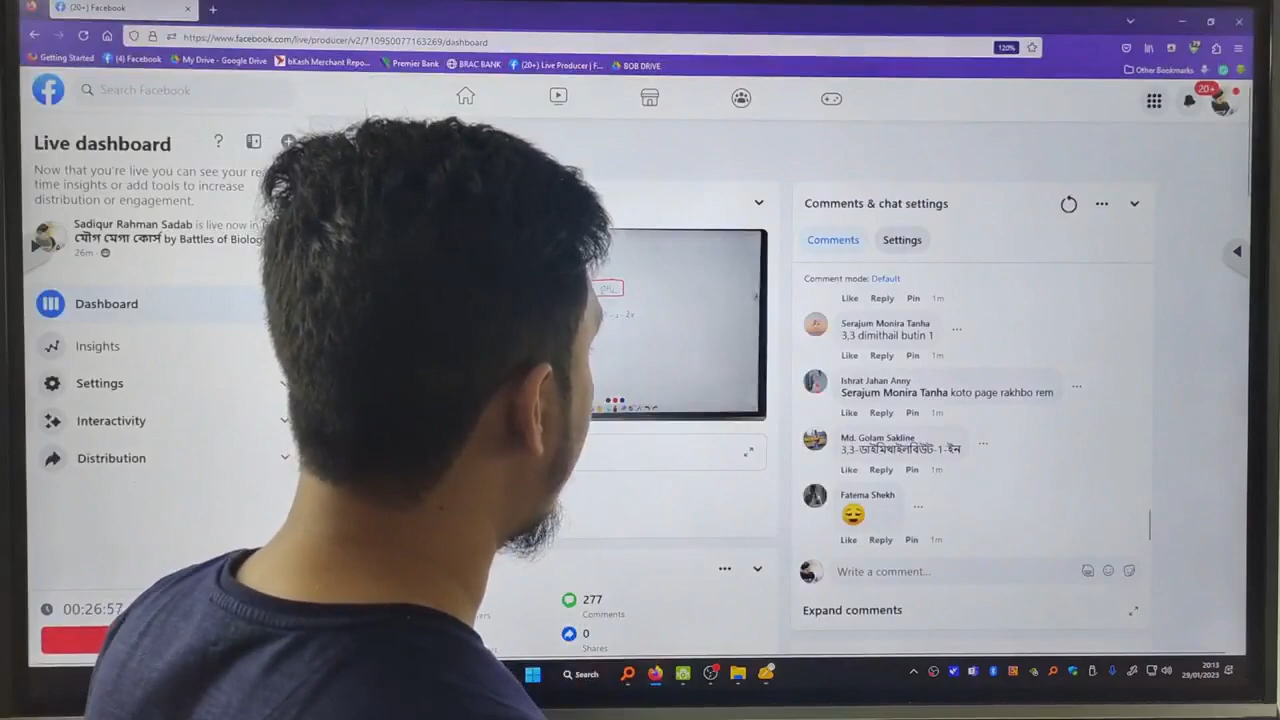 (20+) Facebook
https://www.facebook.com/live/producer/v2/710950077163269/dashboard
120%
Getting Started
(4) Facebook
My Drive - Google Drive
bKash Merchant Repo...
Premier Bank
BRAC BANK
(20+) Live Producer | F...
BOB DRIVE
Other Bookmarks
Search Facebook
20+
Live dashboard
Now that you're live you can see your
time insights or add tools to increase
distribution or engagement.
Sadiqur Rahman Sadab is live now in
যৌগ মেগা কোর্স by Battles of Biolog
26m
Dashboard
Insights
Settings
Interactivity
Distribution
00:26:57
277
Comments
0
Shares
Comments & chat settings
Comments
Settings
Comment mode: Default
Like Reply Pin 1m
Serajum Monira Tanha
3,3 dimithail butin 1
Like Reply Pin 1m
Ishrat Jahan Anny
Serajum Monira Tanha koto page rakhbo rem
Like Reply Pin 1m
Md. Golam Sakline
3,3-ডাইমিথাইলবিউট-1-ইন
Like Reply Pin 1m
Fatema Shekh
Like Reply Pin 1m
Write a comment...
Expand comments
Search
20:13
29/01/2023